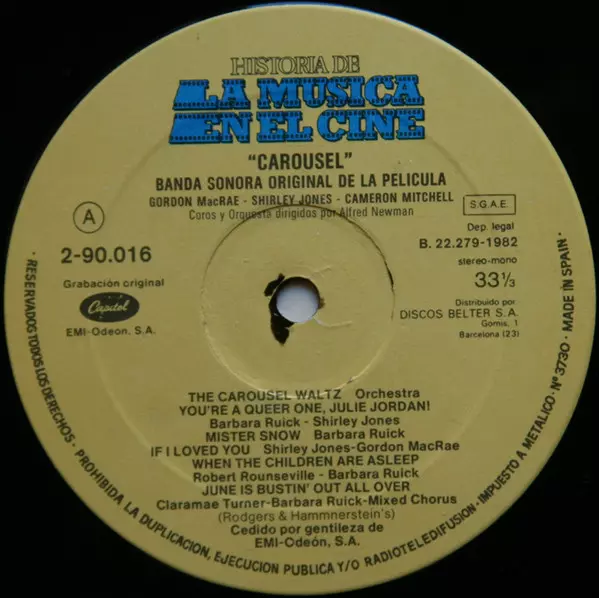 HISTORIA DE
LA MUSICA
EN EL CINE
"CAROUSEL"
BANDA SONORA ORIGINAL DE LA PELICULA
GORDON MacRAE - SHIRLEY JONES - CAMERON MITCHELL
Coros y Orquesta dirigidos por Alfred Newman
S.G.A.E.
A
Dep. legal
B. 22.279-1982
2-90.016
stereo-mono
33⅓
Grabación original
Capitol
EMI-Odeon, S.A.
Distribuido por
DISCOS BELTER S.A.
Gomis, 1
Barcelona (23)
THE CAROUSEL WALTZ Orchestra
YOU'RE A QUEER ONE, JULIE JORDAN!
Barbara Ruick - Shirley Jones
MISTER SNOW Barbara Ruick
IF I LOVED YOU Shirley Jones-Gordon MacRae
WHEN THE CHILDREN ARE ASLEEP
Robert Rounseville - Barbara Ruick
JUNE IS BUSTIN' OUT ALL OVER
Claramae Turner-Barbara Ruick-Mixed Chorus
(Rodgers & Hammnerstein's)
Cedido por gentileza de
EMI-Odeón, S.A.
• RESERVADOS TODOS LOS DERECHOS • PROHIBIDA LA DUPLICACION, EJECUCION PUBLICA Y/O RADIOTELEDIFUSION • IMPUESTO A METALICO • Nº 3730 • MADE IN SPAIN •